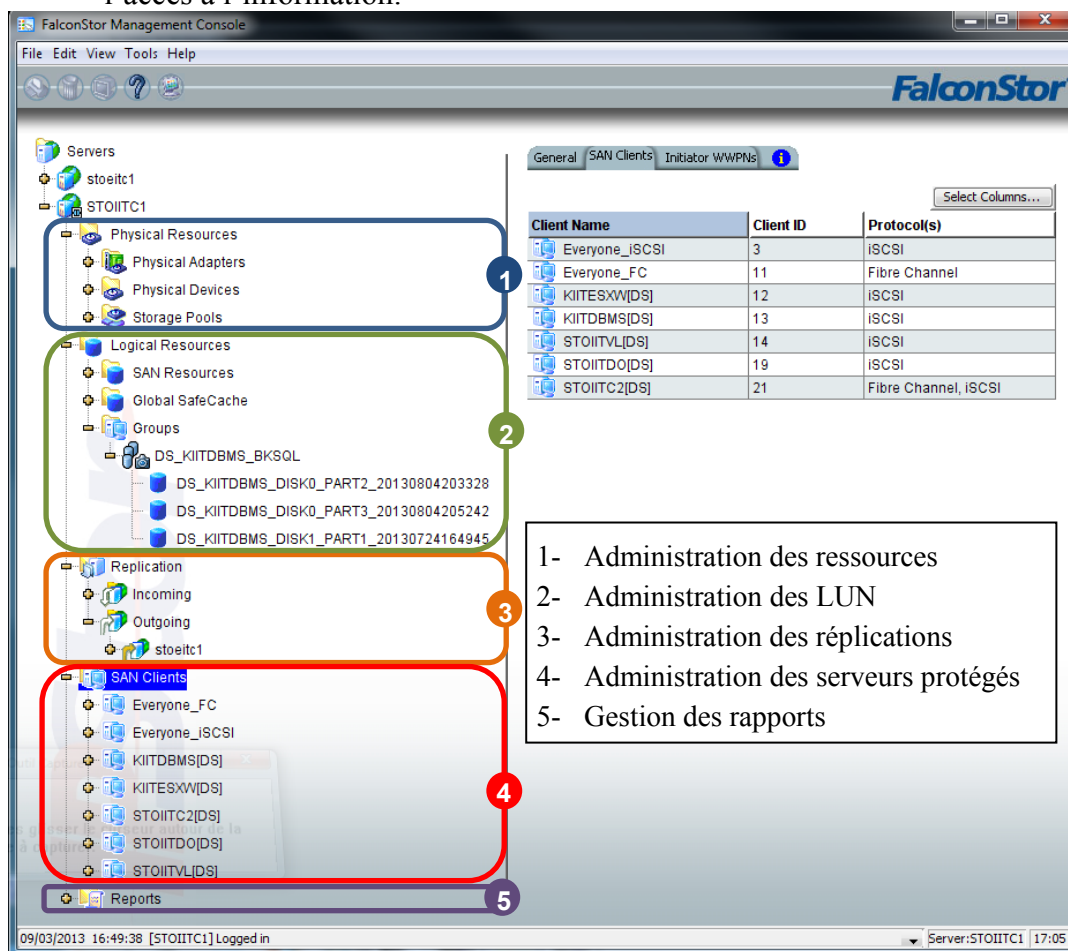 l'accès à l'information.
FalconStor Management Console
File Edit View Tools Help
FalconStor
Servers
stoeitc1
STOIITC1
Physical Resources
Physical Adapters
Physical Devices
Storage Pools
1
Logical Resources
SAN Resources
Global SafeCache
Groups
DS_KIITDBMS_BKSQL
DS_KIITDBMS_DISK0_PART2_20130804203328
DS_KIITDBMS_DISK0_PART3_20130804205242
DS_KIITDBMS_DISK1_PART1_20130724164945
2
Replication
Incoming
Outgoing
stoeitc1
3
SAN Clients
Everyone_FC
Everyone_iSCSI
KIITDBMS[DS]
KIITESXW[DS]
STOIITC2[DS]
STOIITDO[DS]
STOIITVL[DS]
4
Reports
5
General SAN Clients Initiator WWPNs
Select Columns...
Client Name Client ID Protocol(s)
Everyone_iSCSI 3 iSCSI
Everyone_FC 11 Fibre Channel
KIITESXW[DS] 12 iSCSI
KIITDBMS[DS] 13 iSCSI
STOIITVL[DS] 14 iSCSI
STOIITDO[DS] 19 iSCSI
STOIITC2[DS] 21 Fibre Channel, iSCSI
1- Administration des ressources
2- Administration des LUN
3- Administration des réplications
4- Administration des serveurs protégés
5- Gestion des rapports
09/03/2013 16:49:38 [STOIITC1] Logged in
Server:STOIITC1 17:05